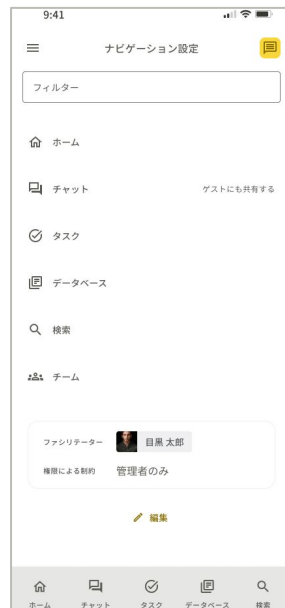 9:41
ナビゲーション設定
フィルター
ホーム
チャット ゲストにも共有する
タスク
データベース
検索
チーム
ファシリテーター 目黒 太郎
権限による制約 管理者のみ
編集
ホーム チャット タスク データベース 検索